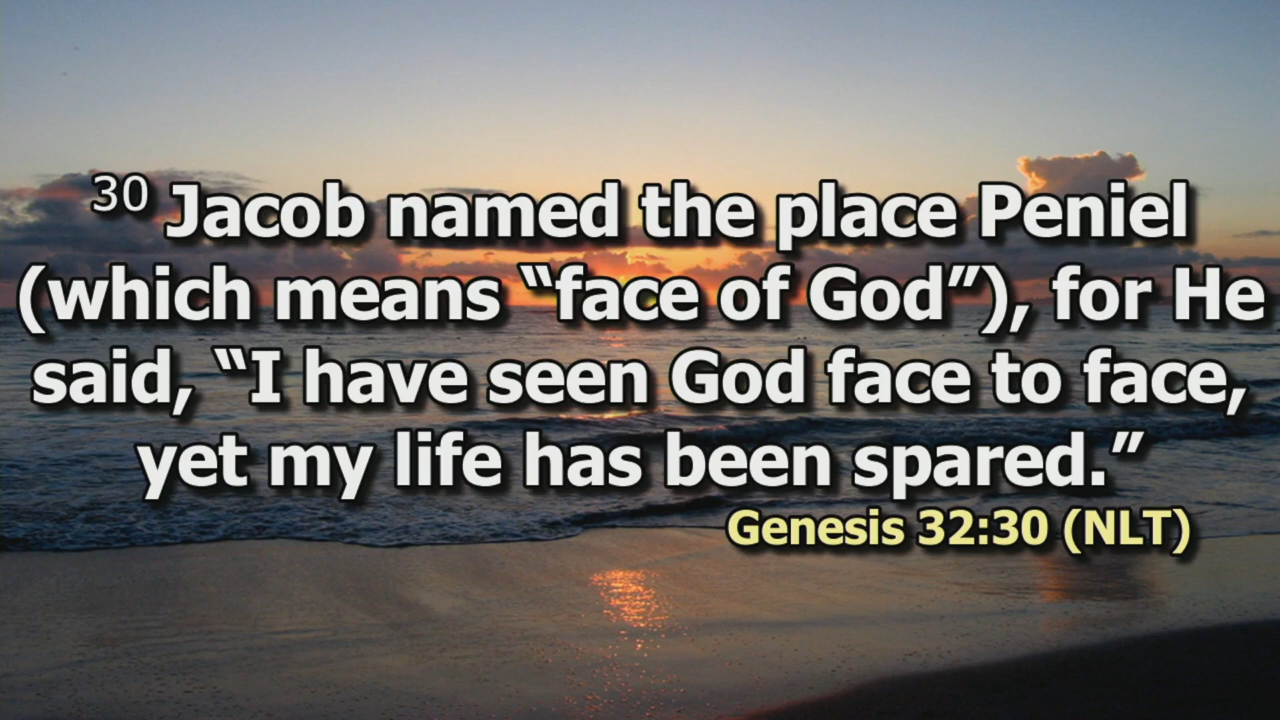 30 Jacob named the place Peniel
(which means “face of God”), for He
said, “I have seen God face to face,
yet my life has been spared.”
Genesis 32:30 (NLT)